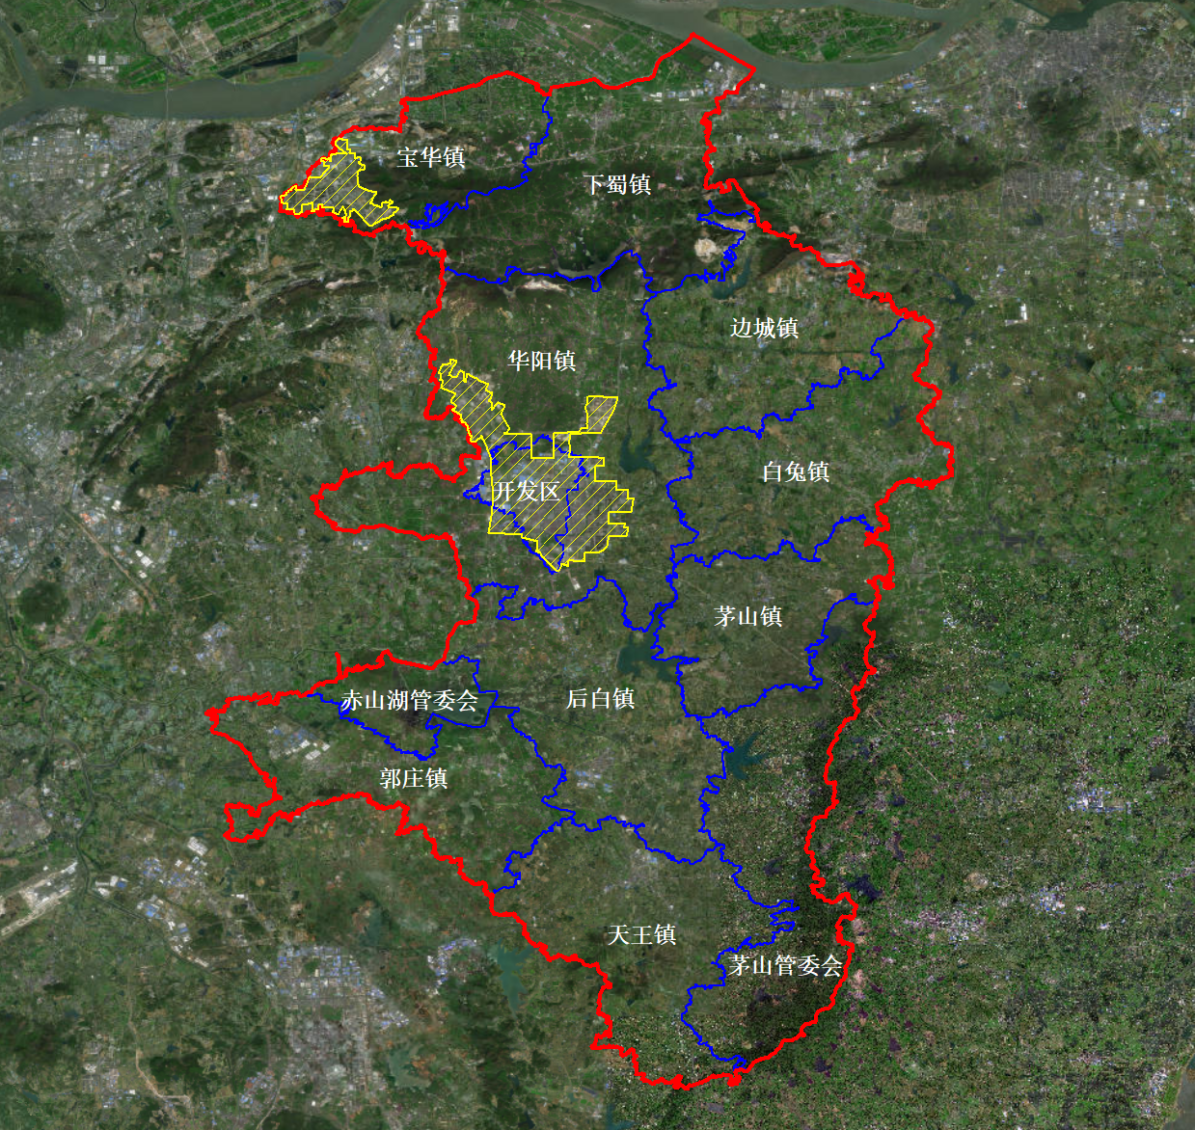 宝华镇
下蜀镇
边城镇
华阳镇
白兔镇
开发区
茅山镇
赤山湖管委会
后白镇
郭庄镇
天王镇
茅山管委会